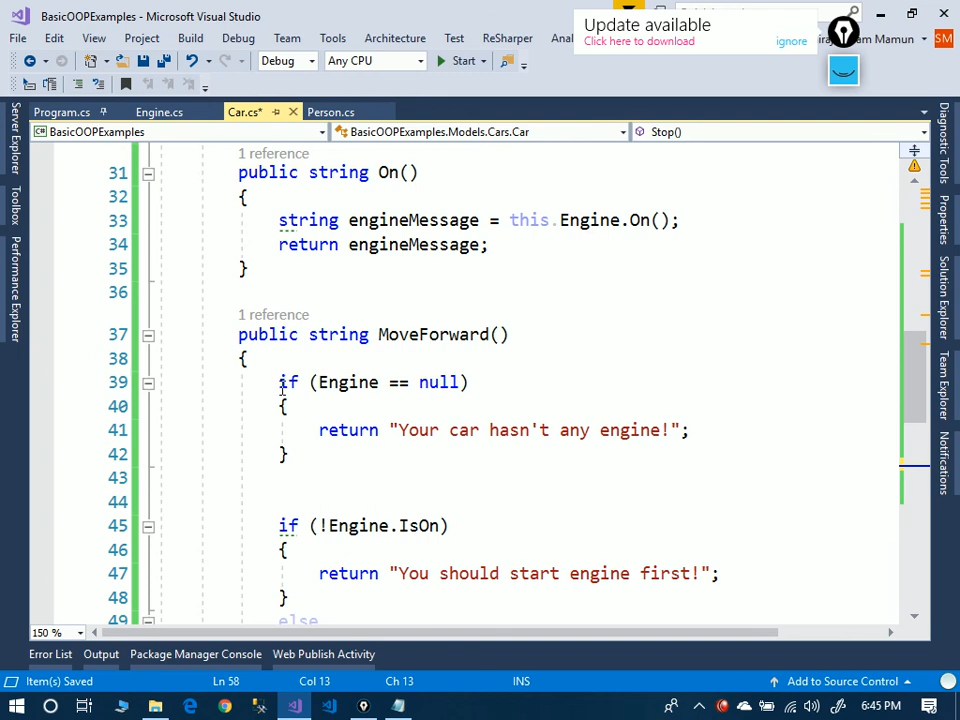 BasicOOPExamples - Microsoft Visual Studio
Update available
Click here to download
ignore
File Edit View Project Build Debug Team Tools Architecture Test ReSharper
SM
Debug Any CPU Start
Program.cs Engine.cs Car.cs* Person.cs
BasicOOPExamples BasicOOPExamples.Models.Cars.Car Stop()
Server Explorer
Toolbox
Performance Explorer
1 reference
31 public string On()
32 {
33 string engineMessage = this.Engine.On();
34 return engineMessage;
35 }
36
1 reference
37 public string MoveForward()
38 {
39 if (Engine == null)
40 {
41 return "Your car hasn't any engine!";
42 }
43
44
45 if (!Engine.IsOn)
46 {
47 return "You should start engine first!";
48 }
49 else
Diagnostic Tools
Properties
Solution Explorer
Team Explorer
Notifications
150 %
Error List Output Package Manager Console Web Publish Activity
Item(s) Saved Ln 58 Col 13 Ch 13 INS Add to Source Control
6:45 PM